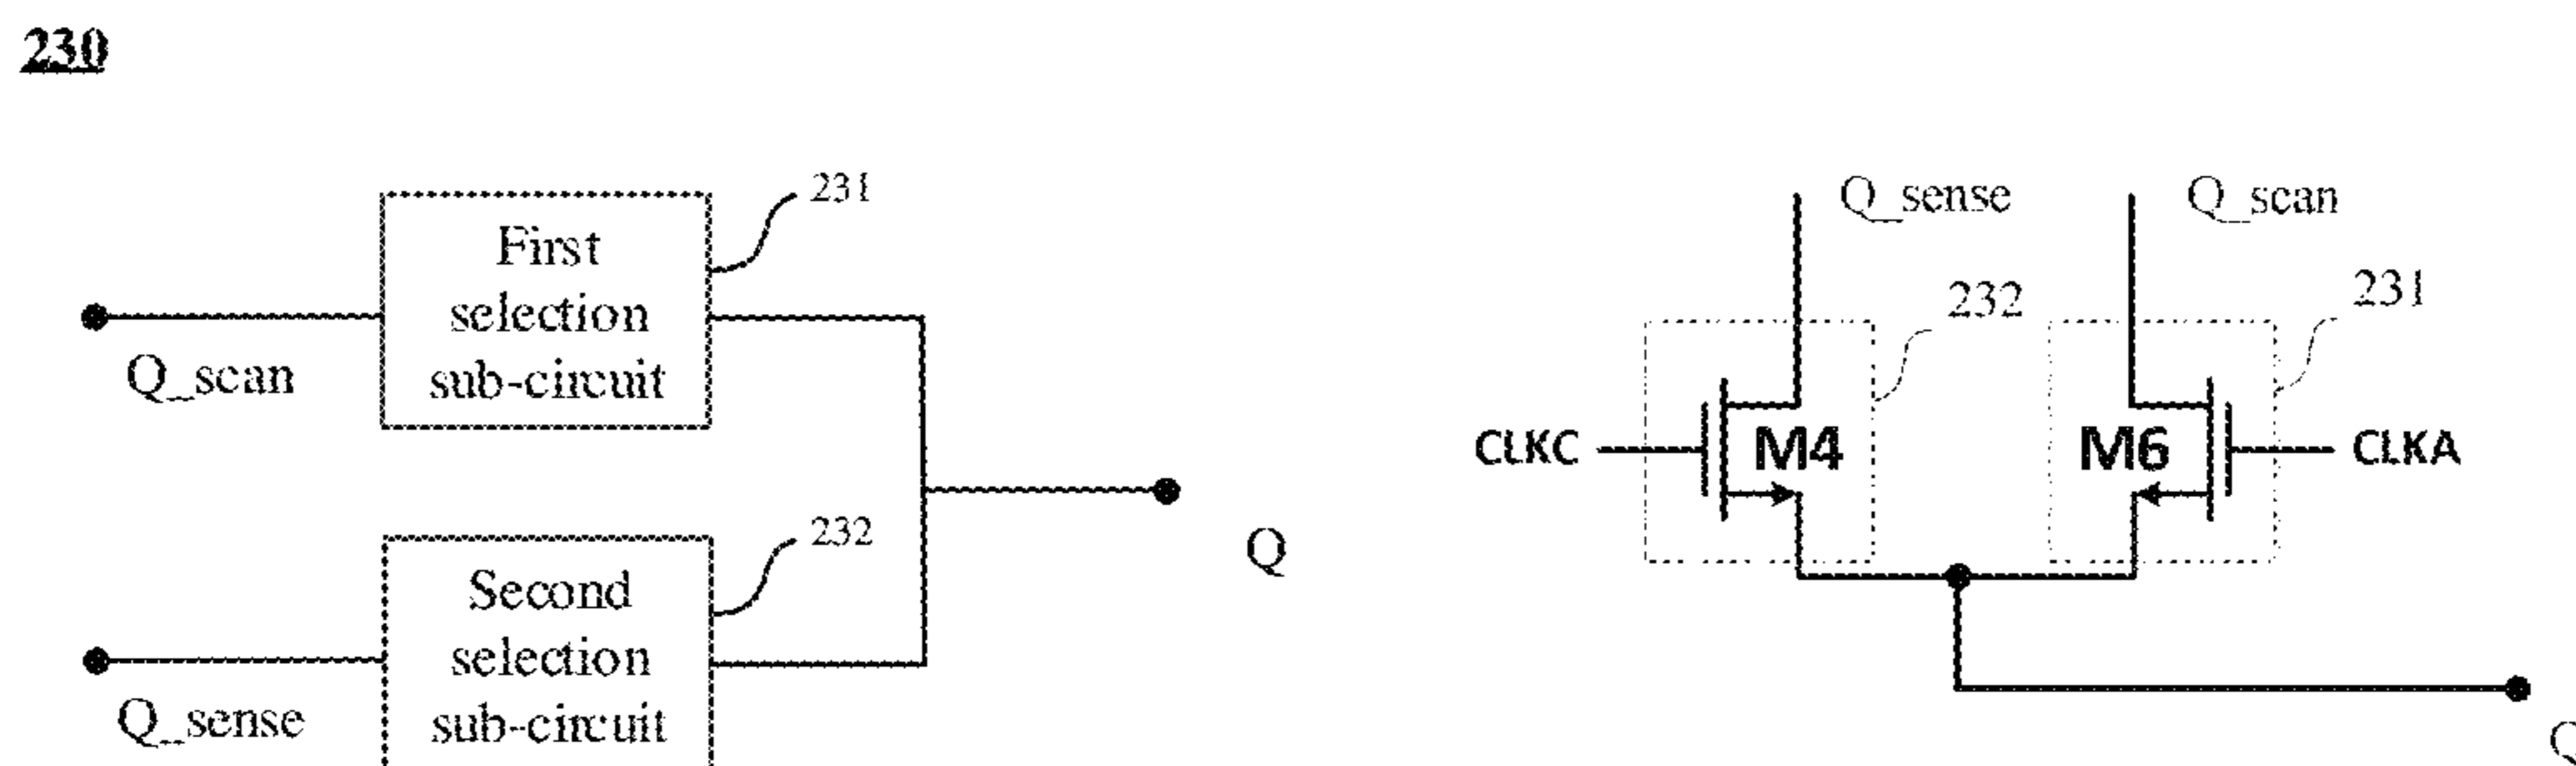 230
231
First
selection
sub-circuit
Q_scan
232
Second
selection
sub-circuit
Q_sense
Q
Q_sense
Q_scan
232
231
CLKC
M4
M6
CLKA
Q